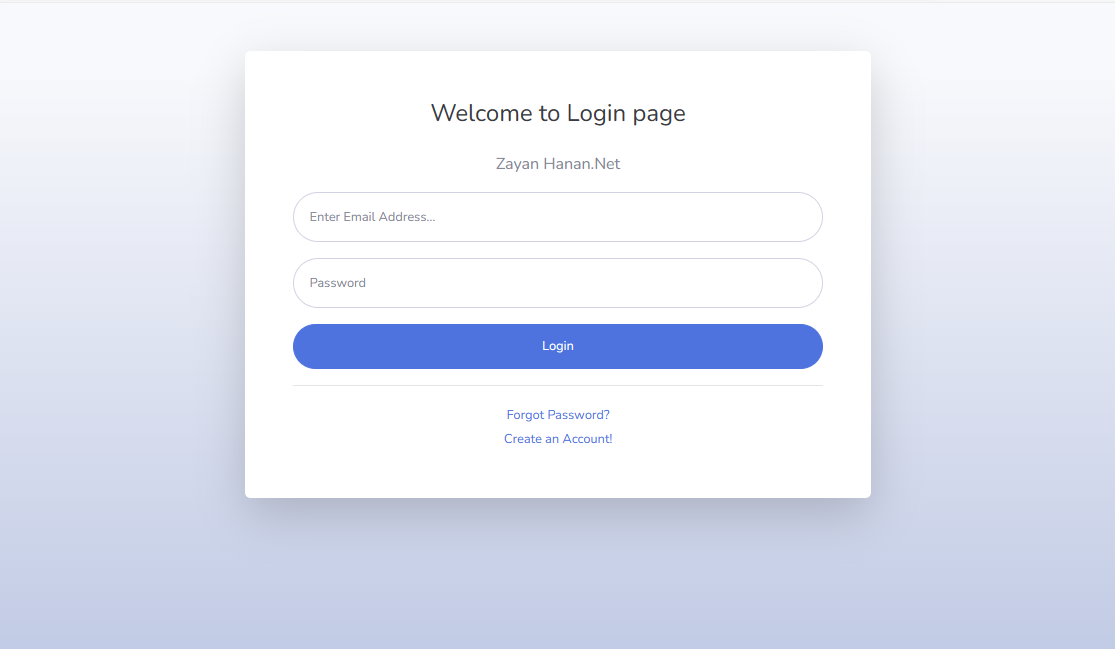 Welcome to Login page
Zayan Hanan.Net
Enter Email Address...
Password
Login
Forgot Password?
Create an Account!